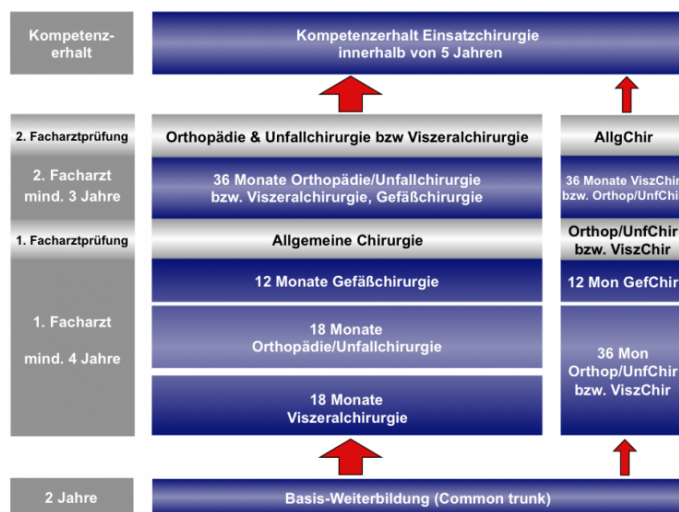 Kompetenz-
erhalt
Kompetenzerhalt Einsatzchirurgie
innerhalb von 5 Jahren
2. Facharztprüfung
Orthopädie & Unfallchirurgie bzw Viszeralchirurgie
AllgChir
2. Facharzt
mind. 3 Jahre
36 Monate Orthopädie/Unfallchirurgie
bzw. Viszeralchirurgie, Gefäßchirurgie
36 Monate ViszChir
bzw. Orthop/UnfChir
1. Facharztprüfung
Allgemeine Chirurgie
Orthop/UnfChir
bzw. ViszChir
12 Monate Gefäßchirurgie
12 Mon GefChir
1. Facharzt
mind. 4 Jahre
18 Monate
Orthopädie/Unfallchirurgie
36 Mon
Orthop/UnfChir
bzw. ViszChir
18 Monate
Viszeralchirurgie
2 Jahre
Basis-Weiterbildung (Common trunk)